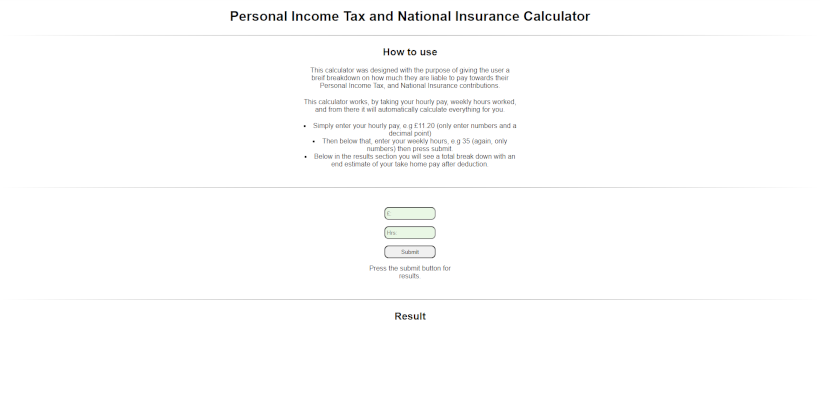 Personal Income Tax and National Insurance Calculator
How to use
This calculator was designed with the purpose of giving the user a
breif breakdown on how much they are liable to pay towards their
Personal Income Tax, and National Insurance contributions.
This calculator works, by taking your hourly pay, weekly hours worked,
and from there it will automatically calculate everything for you.
• Simply enter your hourly pay, e.g £11.20 (only enter numbers and a
decimal point)
• Then below that, enter your weekly hours, e.g 35 (again, only
numbers) then press submit.
• Below in the results section you will see a total break down with an
end estimate of your take home pay after deduction.
£
Hrs:
Submit
Press the submit button for
results.
Result